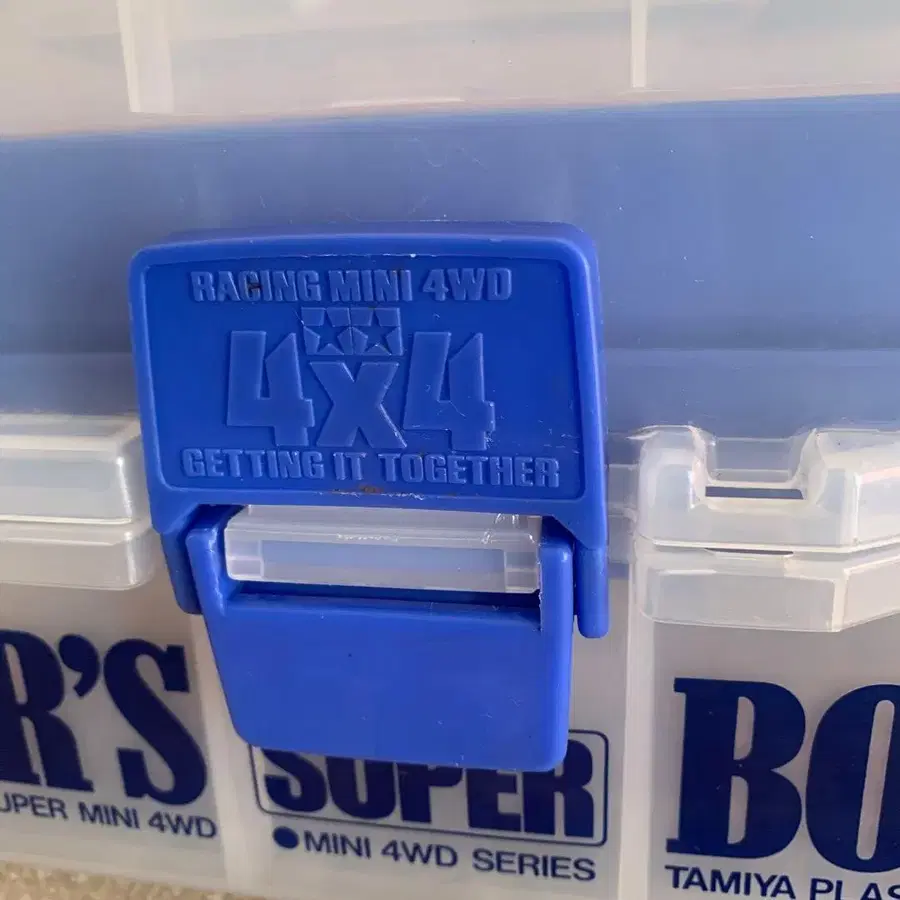 RACING MINI 4WD
4x4
GETTING IT TOGETHER
R'S
SUPER
BO
UPER MINI 4WD
●MINI 4WD SERIES
TAMIYA PLAS